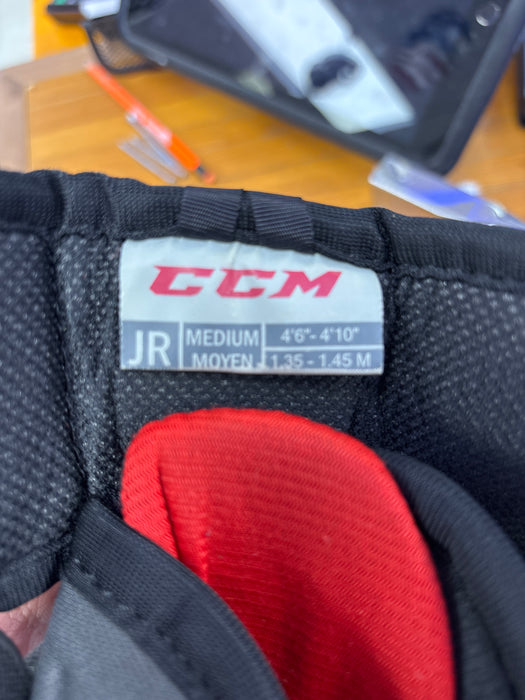 CCM
JR MEDIUM 4'6"- 4'10"
MOYEN 1.35 - 1.45 M